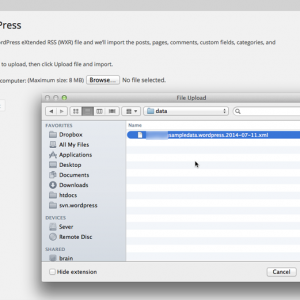 Press
ordPress eXtended RSS (WXR) file and we'll import the posts, pages, comments, custom fields, categories, and
to upload, then click Upload file and import.
computer: (Maximum size: 8 MB) Browse... No file selected.
File Upload
data
FAVORITES
Name
Dropbox
sampledata.wordpress.2014-07-11.xml
All My Files
Applications
Desktop
Documents
Downloads
htdocs
svn.wordpress
DEVICES
Sever
Remote Disc
SHARED
brain
Hide extension
Cancel